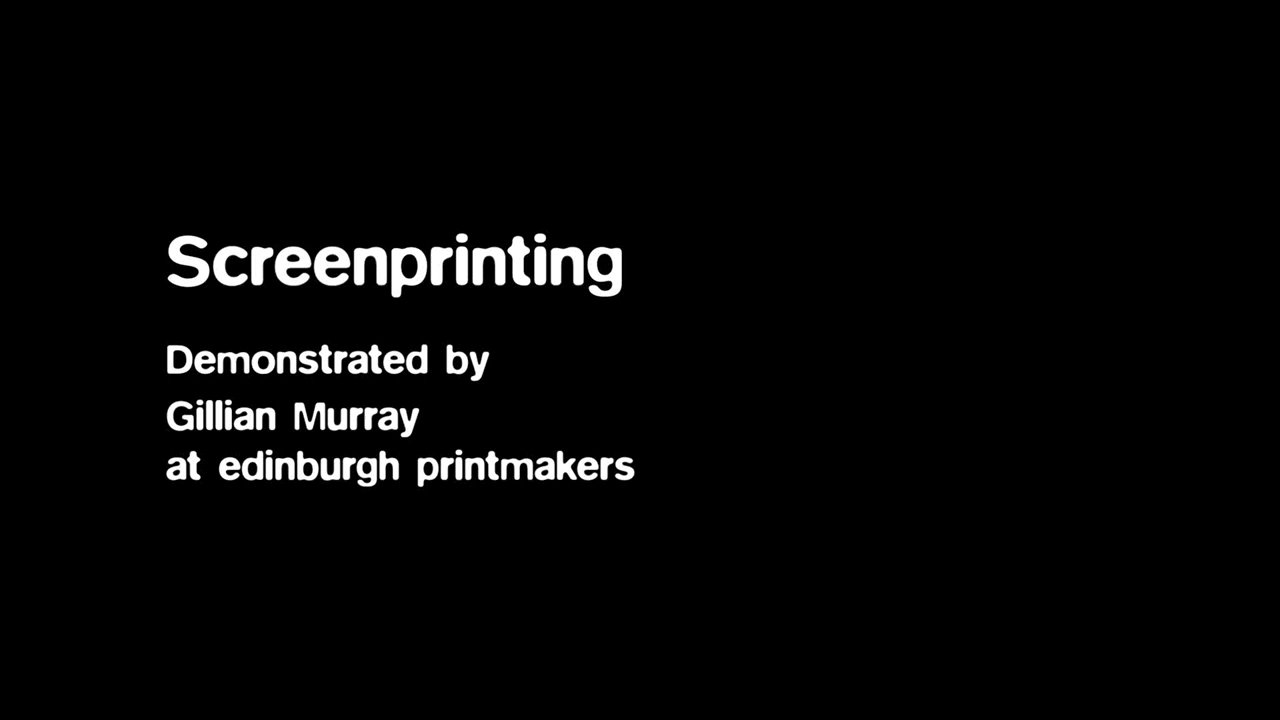 Screenprinting
Demonstrated by
Gillian Murray
at edinburgh printmakers